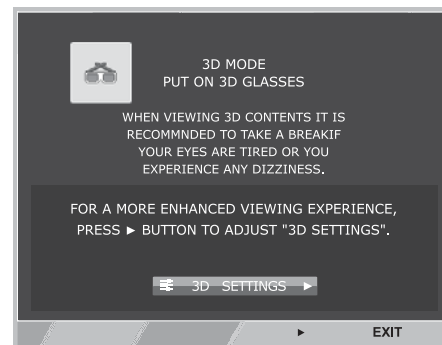 3D MODE
PUT ON 3D GLASSES
WHEN VIEWING 3D CONTENTS IT IS
RECOMMNDED TO TAKE A BREAKIF
YOUR EYES ARE TIRED OR YOU
EXPERIENCE ANY DIZZINESS.
FOR A MORE ENHANCED VIEWING EXPERIENCE,
PRESS ► BUTTON TO ADJUST "3D SETTINGS".
3D SETTINGS ►
► EXIT